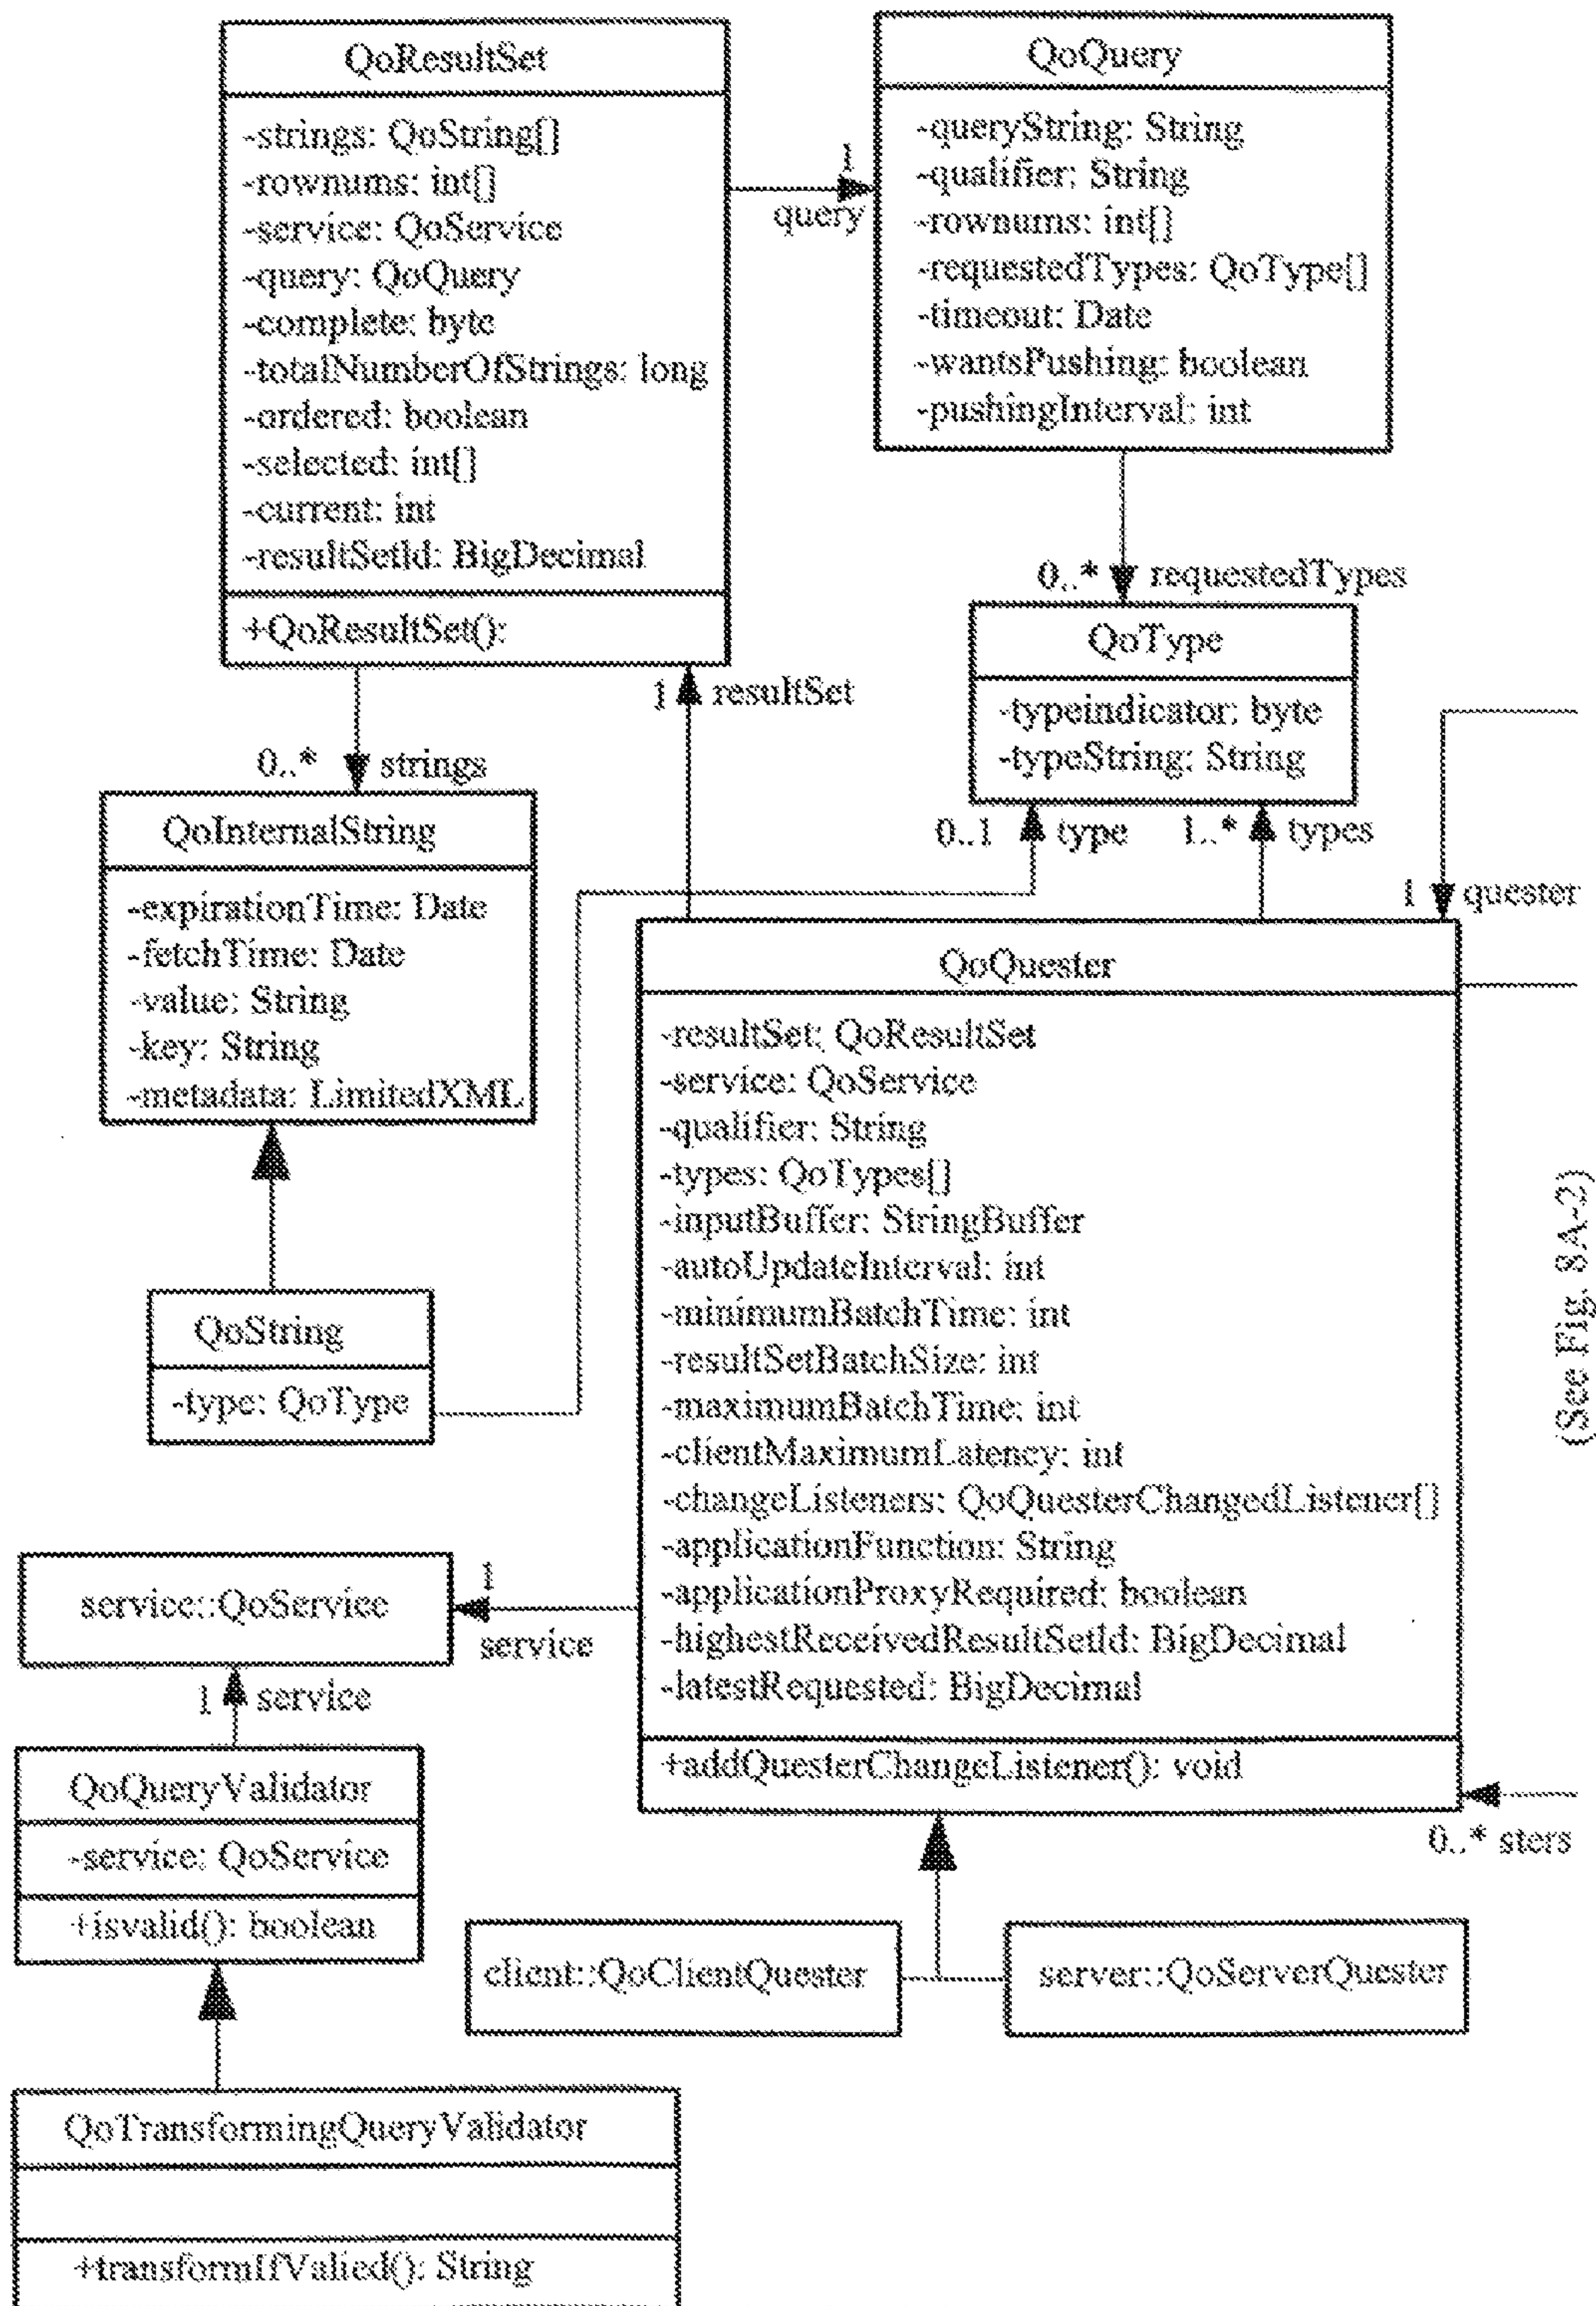 QoResultSet
-strings: QoString[]
-rownums: int[]
-service: QoService
-query: QoQuery
-complete: byte
-totalNumberOfStrings: long
-ordered: boolean
-selected: int[]
-current: int
-resultSetId: BigDecimal
+QoResultSet():
1
query
QoQuery
-queryString: String
-qualifier: String
-rownums: int[]
-requestedTypes: QoType[]
-timeout: Date
-wantsPushing: boolean
-pushingInterval: int
0..* requestedTypes
QoType
-typeindicator: byte
-typeString: String
0..1 type
1..* types
1 resultSet
0..* strings
QoInternalString
-expirationTime: Date
-fetchTime: Date
-value: String
-key: String
-metadata: LimitedXML
QoString
-type: QoType
1 quester
QoQuester
-resultSet: QoResultSet
-service: QoService
-qualifier: String
-types: QoTypes[]
-inputBuffer: StringBuffer
-autoUpdateInterval: int
-minimumBatchTime: int
-resultSetBatchSize: int
-maximumBatchTime: int
-clientMaximumLatency: int
-changeListeners: QoQuesterChangedListener[]
-applicationFunction: String
-applicationProxyRequired: boolean
-highestReceivedResultSetId: BigDecimal
-latestRequested: BigDecimal
+addQuesterChangeListener(): void
(See Fig. 8A-2)
0..* sters
service::QoService
1
service
1 service
QoQueryValidator
-service: QoService
+isvalid(): boolean
client::QoClientQuester
server::QoServerQuester
QoTransformingQueryValidator
+transformIfValied(): String